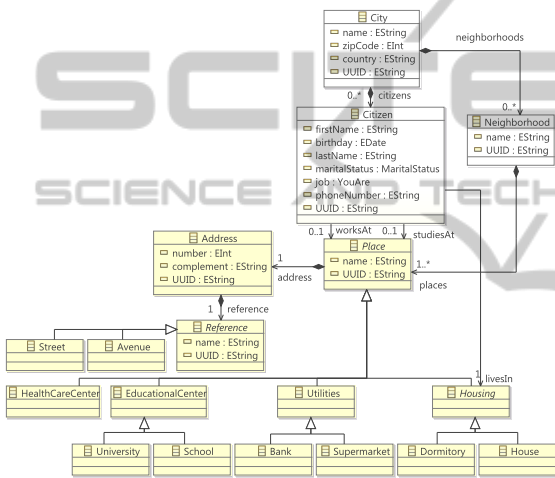 City
name : EString
zipCode : EInt
country : EString
UUID : EString
neighborhoods
0..* citizens
0..*
Citizen
firstName : EString
birthday : EDate
lastName : EString
maritalStatus : MaritalStatus
job : YouAre
phoneNumber : EString
UUID : EString
Neighborhood
name : EString
UUID : EString
SCIENCE AND TECH
0..1 worksAt 0..1 studiesAt
Address
number : EInt
complement : EString
UUID : EString
1
address
Place
name : EString
UUID : EString
1..*
places
1 reference
Reference
name : EString
UUID : EString
Street
Avenue
1
livesIn
HealthCareCenter
EducationalCenter
Utilities
Housing
University
School
Bank
Supermarket
Dormitory
House